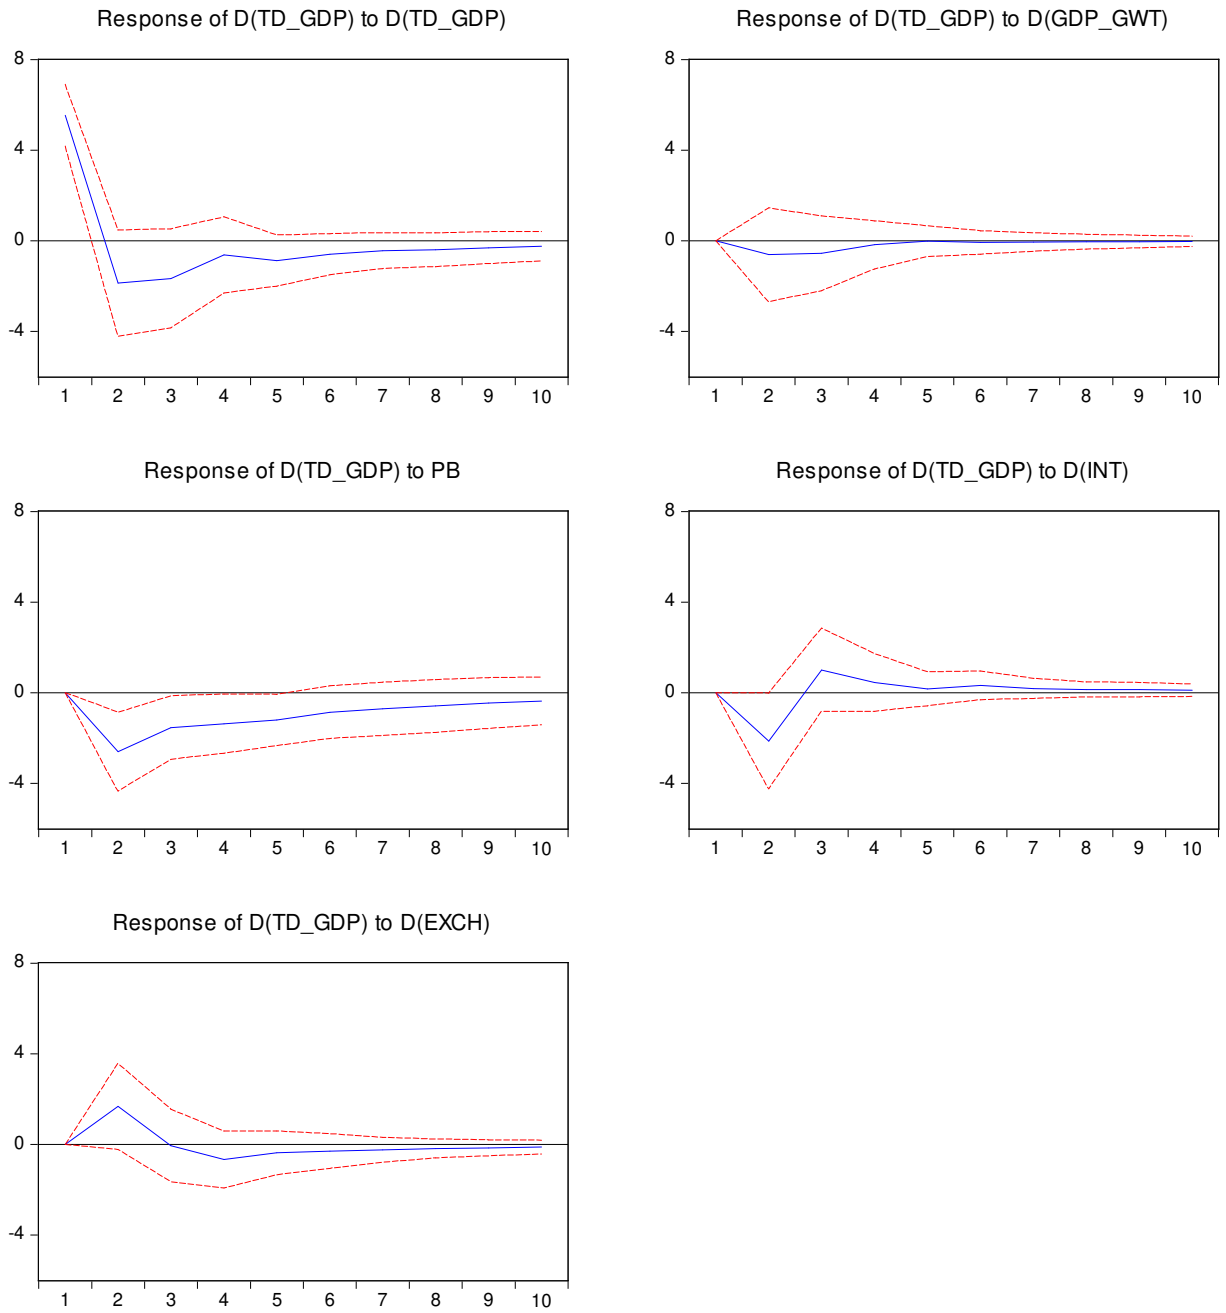 Response of D(TD_GDP) to D(TD_GDP)
8
4
0
-4
1 2 3 4 5 6 7 8 9 10
Response of D(TD_GDP) to D(GDP_GWT)
8
4
0
-4
1 2 3 4 5 6 7 8 9 10
Response of D(TD_GDP) to PB
8
4
0
-4
1 2 3 4 5 6 7 8 9 10
Response of D(TD_GDP) to D(INT)
8
4
0
-4
1 2 3 4 5 6 7 8 9 10
Response of D(TD_GDP) to D(EXCH)
8
4
0
-4
1 2 3 4 5 6 7 8 9 10